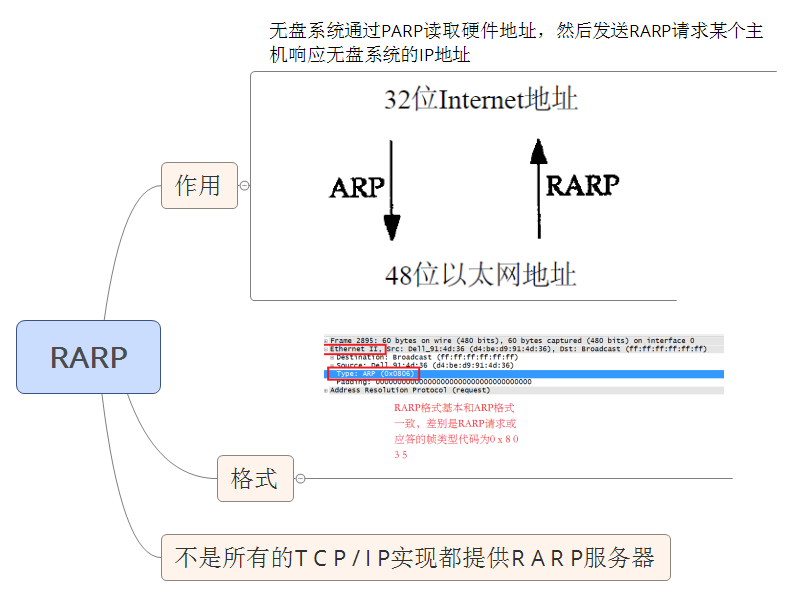 无盘系统通过PARP读取硬件地址，然后发送RARP请求某个主
机响应无盘系统的IP地址
32位Internet地址
ARP
RARP
48位以太网地址
作用
RARP
Frame 2895: 60 bytes on wire (480 bits), 60 bytes captured (480 bits) on interface 0
Ethernet II, Src: Dell_91:4d:36 (d4:be:d9:91:4d:36), Dst: Broadcast (ff:ff:ff:ff:ff:ff)
Destination: Broadcast (ff:ff:ff:ff:ff:ff)
Source: Dell_91:4d:36 (d4:be:d9:91:4d:36)
Type: ARP (0x0806)
Padding: 000000000000000000000000000000000000
Address Resolution Protocol (request)
RARP格式基本和ARP格式
一致，差别是RARP请求或
应答的帧类型代码为0 x 8 0
3 5
格式
不是所有的T C P / I P实现都提供R A R P服务器